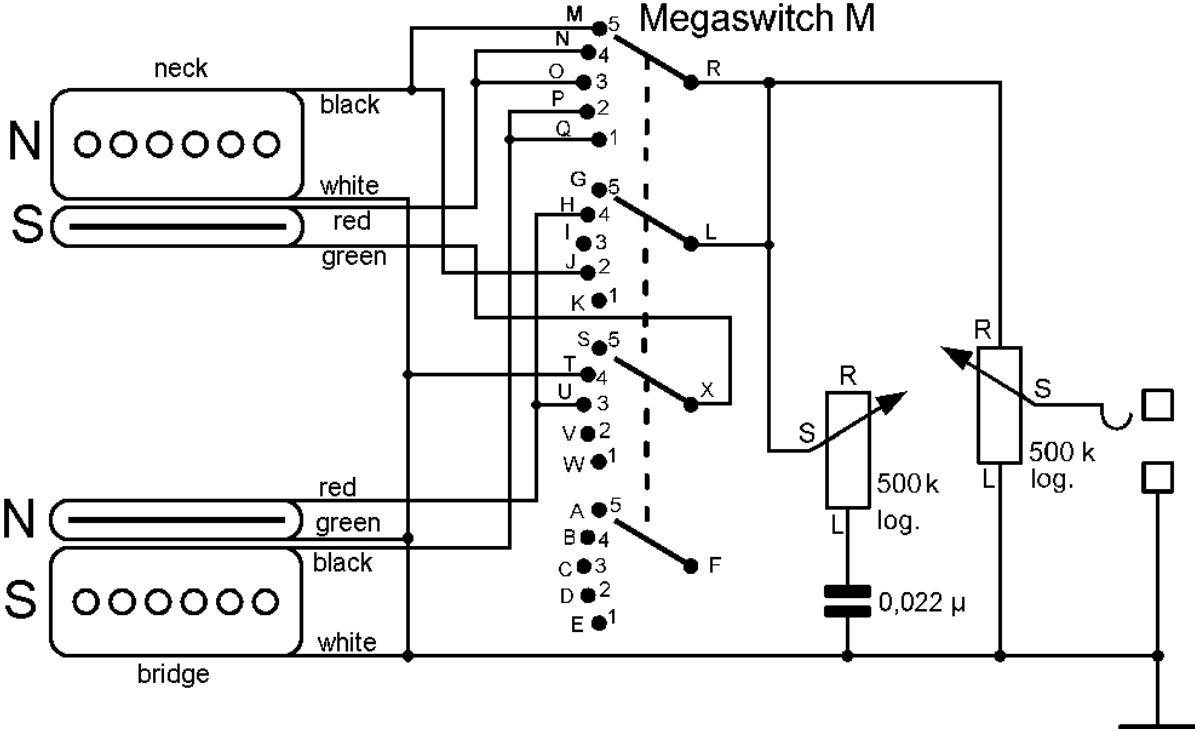 Megaswitch M
neck
black
N
white
S
red
green
red
N
green
black
S
white
bridge
M 5
N 4
O 3
P 2
Q 1
R
G 5
H 4
I 3
J 2
K 1
L
S 5
T 4
U 3
V 2
W 1
X
A 5
B 4
C 3
D 2
E 1
F
R
S
L
500 k
log.
0,022 µ
R
S
L
500 k
log.